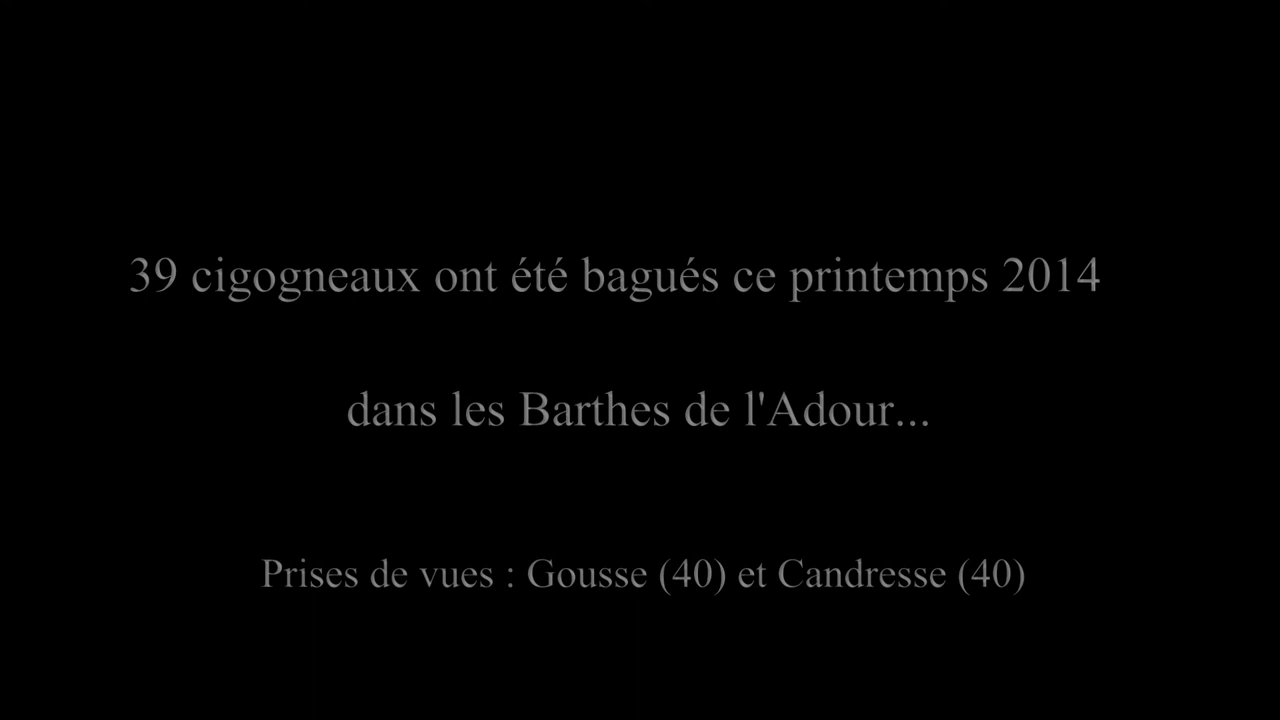 39 cigogneaux ont été bagués ce printemps 2014
dans les Barthes de l'Adour...
Prises de vues : Gousse (40) et Candresse (40)